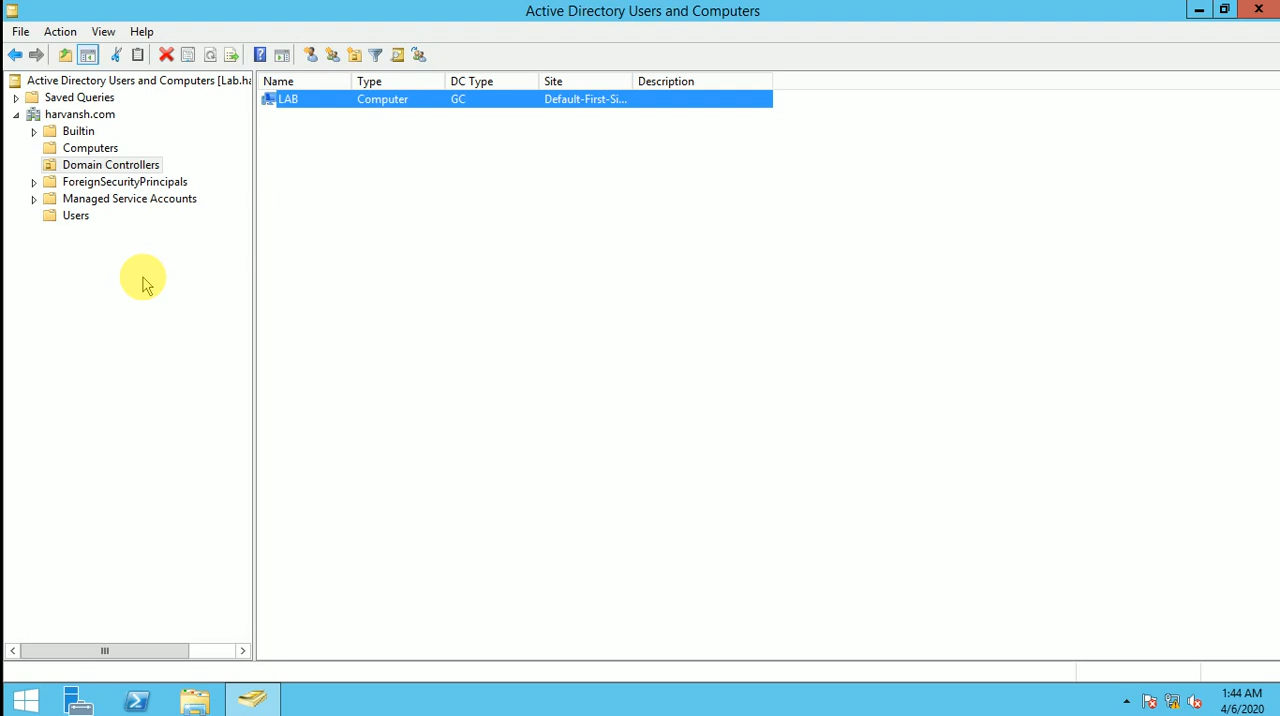 Active Directory Users and Computers
File Action View Help
Active Directory Users and Computers [Lab.ha
Saved Queries
harvansh.com
Builtin
Computers
Domain Controllers
ForeignSecurityPrincipals
Managed Service Accounts
Users
Name Type DC Type Site Description
LAB Computer GC Default-First-Si...
1:44 AM
4/6/2020